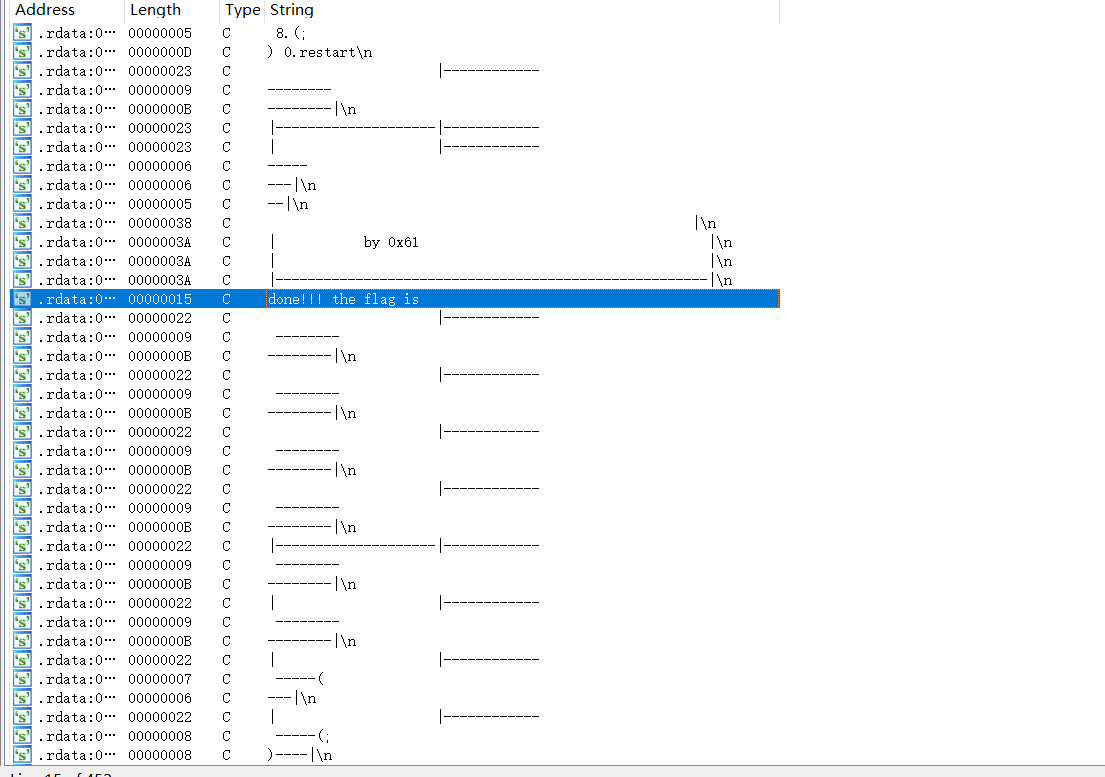 Address Length Type String
.rdata:0··· 00000005 C 8.(;
.rdata:0··· 0000000D C ) 0.restart\n
.rdata:0··· 00000023 C |------------
.rdata:0··· 00000009 C --------
.rdata:0··· 0000000B C --------|\n
.rdata:0··· 00000023 C |--------------------|------------
.rdata:0··· 00000023 C | |------------
.rdata:0··· 00000006 C -----
.rdata:0··· 00000006 C ---|\n
.rdata:0··· 00000005 C --|\n
.rdata:0··· 00000038 C |\n
.rdata:0··· 0000003A C | by 0x61 |\n
.rdata:0··· 0000003A C | |\n
.rdata:0··· 0000003A C |------------------------------------------------------|\n
.rdata:0··· 00000015 C done!!! the flag is
.rdata:0··· 00000022 C |------------
.rdata:0··· 00000009 C --------
.rdata:0··· 0000000B C --------|\n
.rdata:0··· 00000022 C |------------
.rdata:0··· 00000009 C --------
.rdata:0··· 0000000B C --------|\n
.rdata:0··· 00000022 C |------------
.rdata:0··· 00000009 C --------
.rdata:0··· 0000000B C --------|\n
.rdata:0··· 00000022 C |------------
.rdata:0··· 00000009 C --------
.rdata:0··· 0000000B C --------|\n
.rdata:0··· 00000022 C |--------------------|------------
.rdata:0··· 00000009 C --------
.rdata:0··· 0000000B C --------|\n
.rdata:0··· 00000022 C | |------------
.rdata:0··· 00000009 C --------
.rdata:0··· 0000000B C --------|\n
.rdata:0··· 00000022 C | |------------
.rdata:0··· 00000007 C -----(
.rdata:0··· 00000006 C ---|\n
.rdata:0··· 00000022 C | |------------
.rdata:0··· 00000008 C -----(;
.rdata:0··· 00000008 C )----|\n